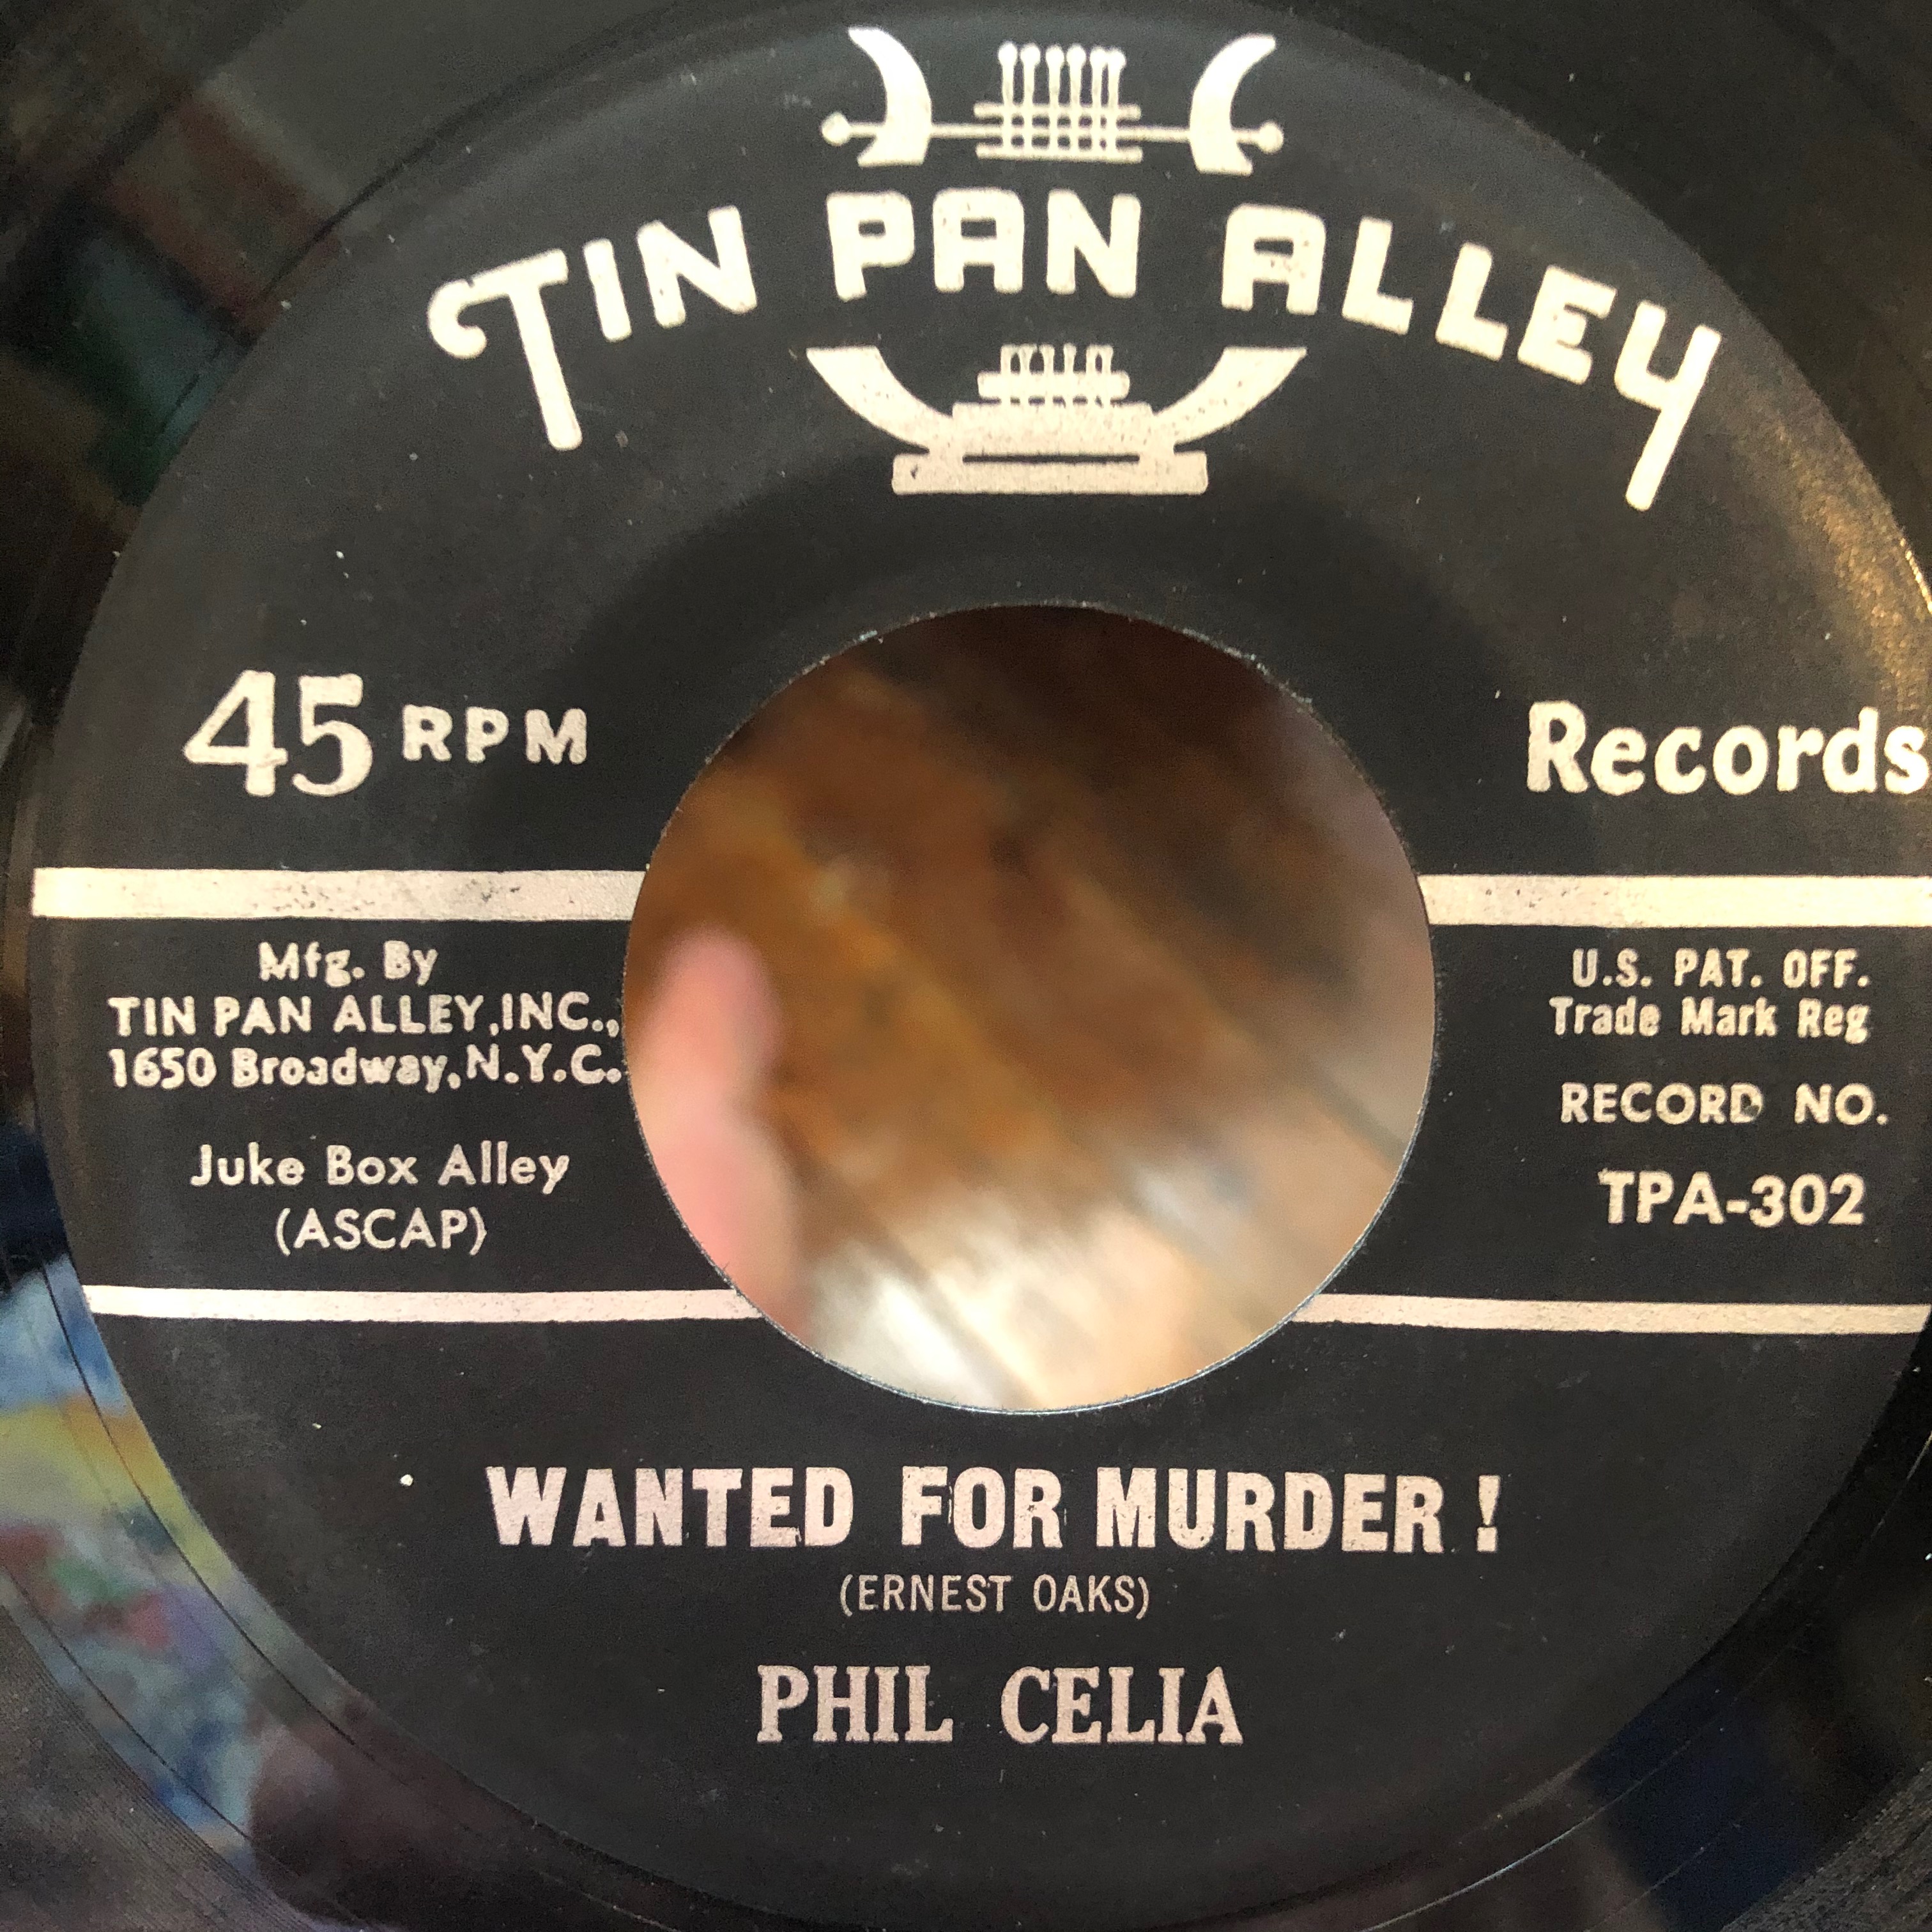 TIN PAN ALLEY
45 RPM
Records
Mfg. By
TIN PAN ALLEY, INC.,
1650 Broadway, N.Y.C.
Juke Box Alley
(ASCAP)
U.S. PAT. OFF.
Trade Mark Reg
RECORD NO.
TPA-302
WANTED FOR MURDER !
(ERNEST OAKS)
PHIL CELIA